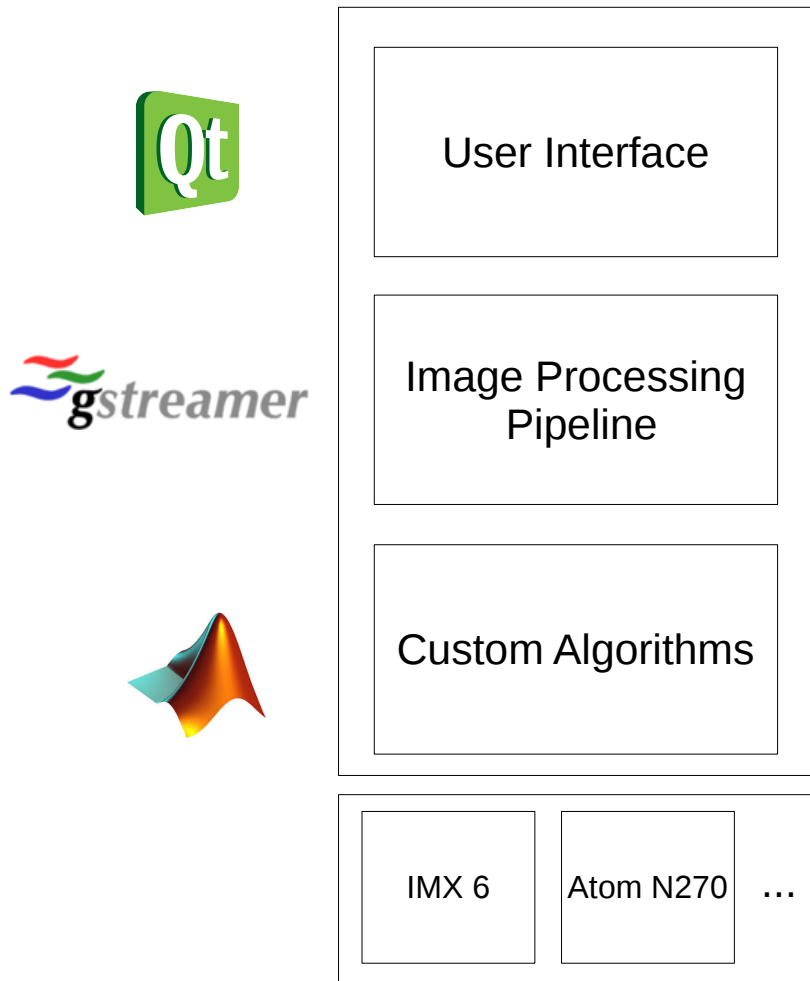 Qt
User Interface
gstreamer
Image Processing
Pipeline
Custom Algorithms
IMX 6
Atom N270
...